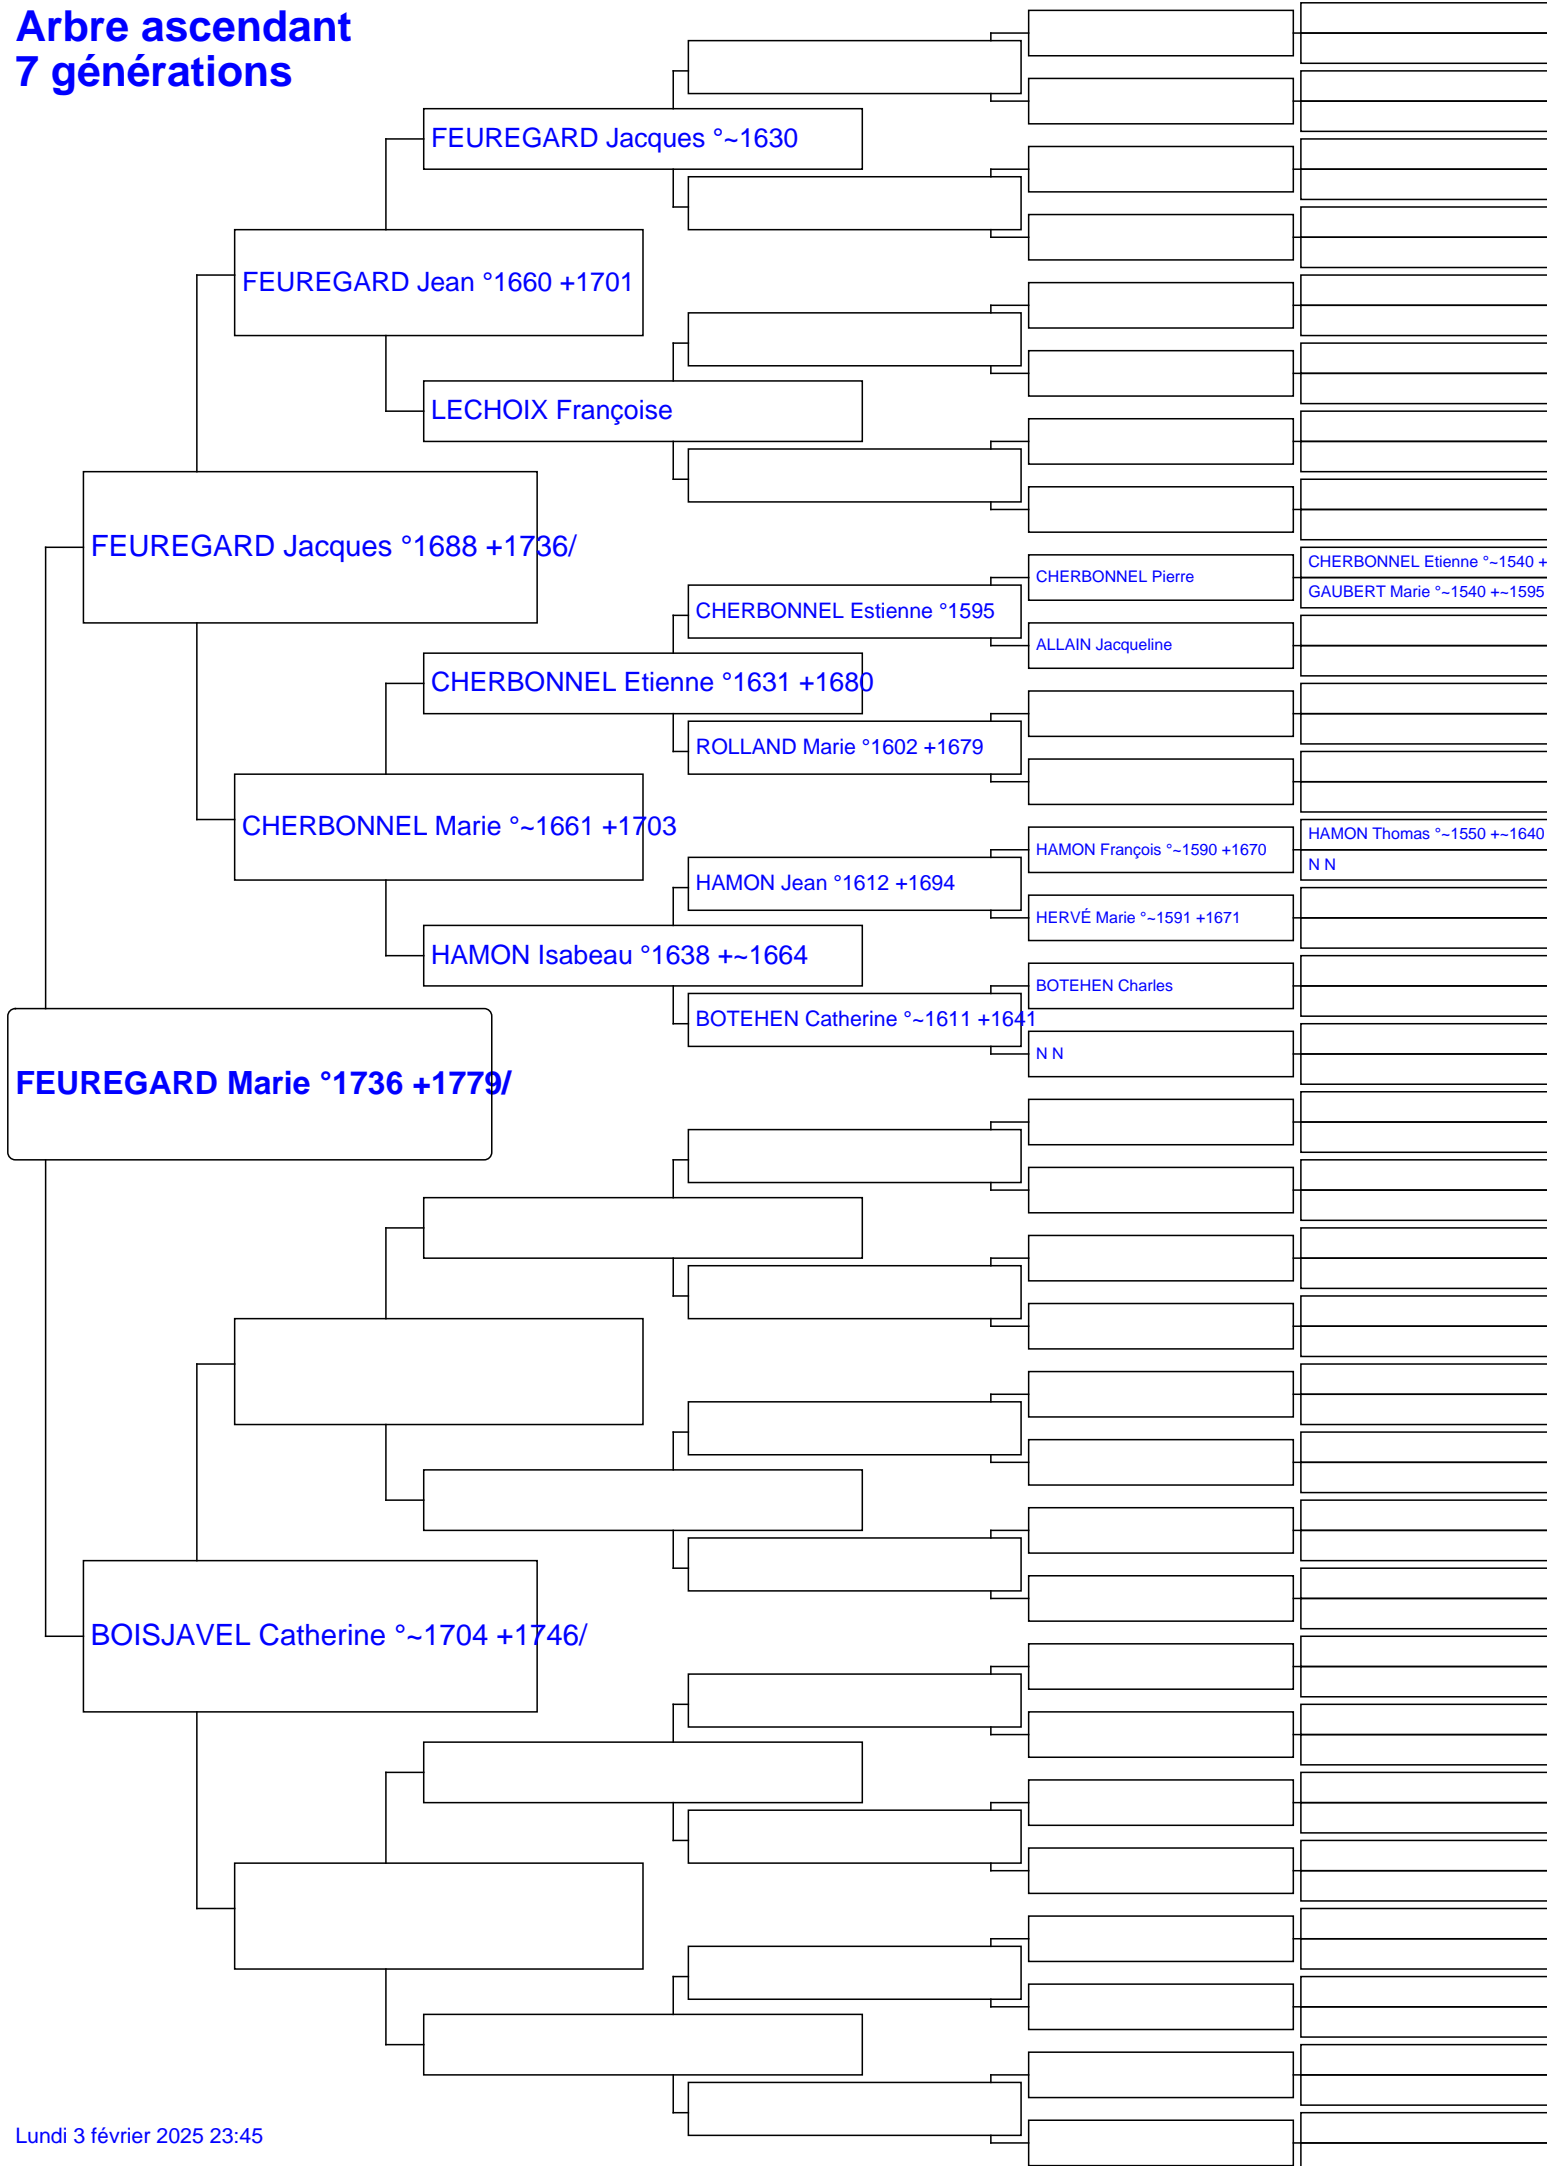 Arbre ascendant
7 générations
FEUREGARD Jacques °~1630
FEUREGARD Jean °1660 +1701
LECHOIX Françoise
FEUREGARD Jacques °1688 +1736/
CHERBONNEL Etienne °~1540 +
CHERBONNEL Pierre
GAUBERT Marie °~1540 +~1595
CHERBONNEL Estienne °1595
ALLAIN Jacqueline
CHERBONNEL Etienne °1631 +1680
ROLLAND Marie °1602 +1679
CHERBONNEL Marie °~1661 +1703
HAMON Thomas °~1550 +~1640
HAMON François °~1590 +1670
N N
HAMON Jean °1612 +1694
HERVÉ Marie °~1591 +1671
HAMON Isabeau °1638 +~1664
BOTEHEN Charles
BOTEHEN Catherine °~1611 +1641
N N
FEUREGARD Marie °1736 +1779/
BOISJAVEL Catherine °~1704 +1746/
Lundi 3 février 2025 23:45